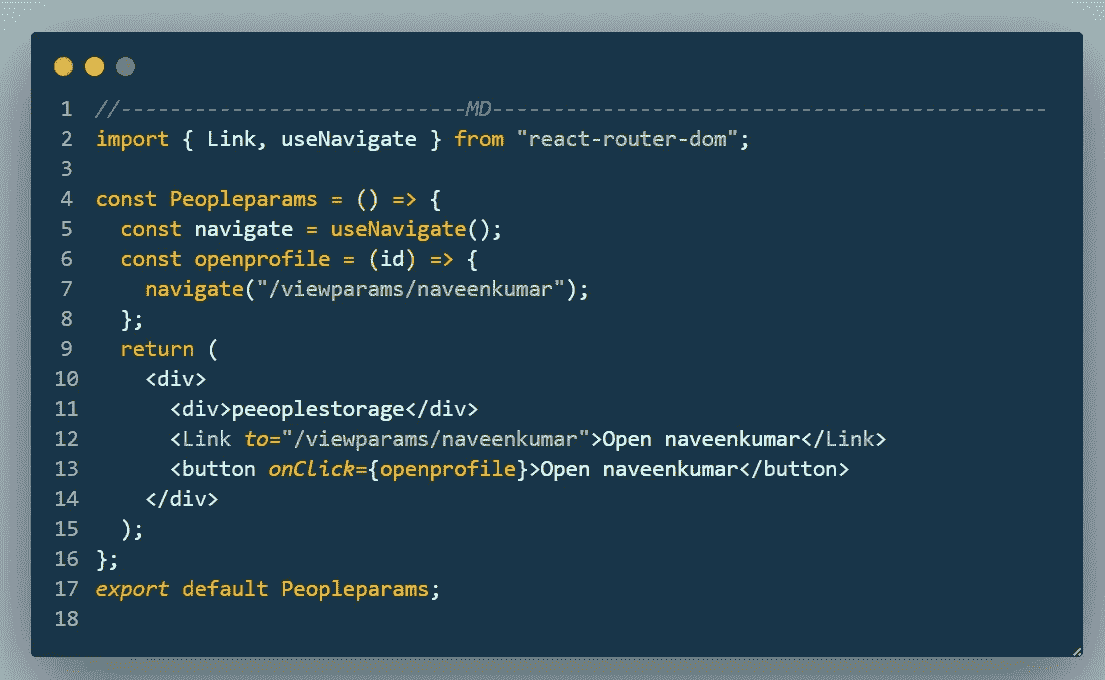 1 //----------------------------MD---------------------------------------------
2 import { Link, useNavigate } from "react-router-dom";
3
4 const Peopleparams = () => {
5   const navigate = useNavigate();
6   const openprofile = (id) => {
7     navigate("/viewparams/naveenkumar");
8   };
9   return (
10     <div>
11       <div>peeoplestorage</div>
12       <Link to="/viewparams/naveenkumar">Open naveenkumar</Link>
13       <button onClick={openprofile}>Open naveenkumar</button>
14     </div>
15   );
16 };
17 export default Peopleparams;
18